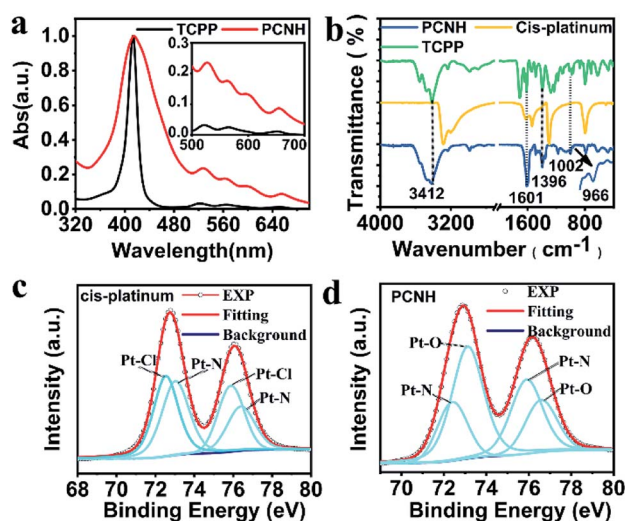 a
TCPP PCNH
Abs(a.u.)
1.0
0.8
0.6
0.4
0.2
0.0
0.3
0.2
0.1
0.0
500 600 700
320 400 480 560 640
Wavelength(nm)
b
PCNH Cis-platinum
TCPP
Transmittance ( % )
3412
1601
1396
1002
966
4000 3200 1600 800
Wavenumber ( cm-1 )
c
cis-platinum
EXP
Fitting
Background
Pt-Cl
Pt-N
Pt-Cl
Pt-N
Intensity (a.u.)
68 70 72 74 76 78 80
Binding Energy (eV)
d
PCNH
EXP
Fitting
Background
Pt-O
Pt-N
Pt-N
Pt-O
Intensity (a.u.)
70 72 74 76 78 80
Binding Energy (eV)